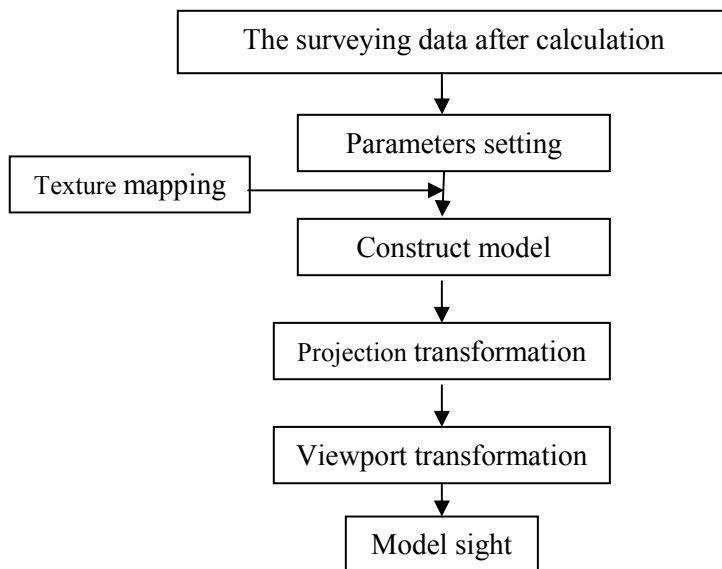 The surveying data after calculation
Parameters setting
Texture mapping
Construct model
Projection transformation
Viewport transformation
Model sight